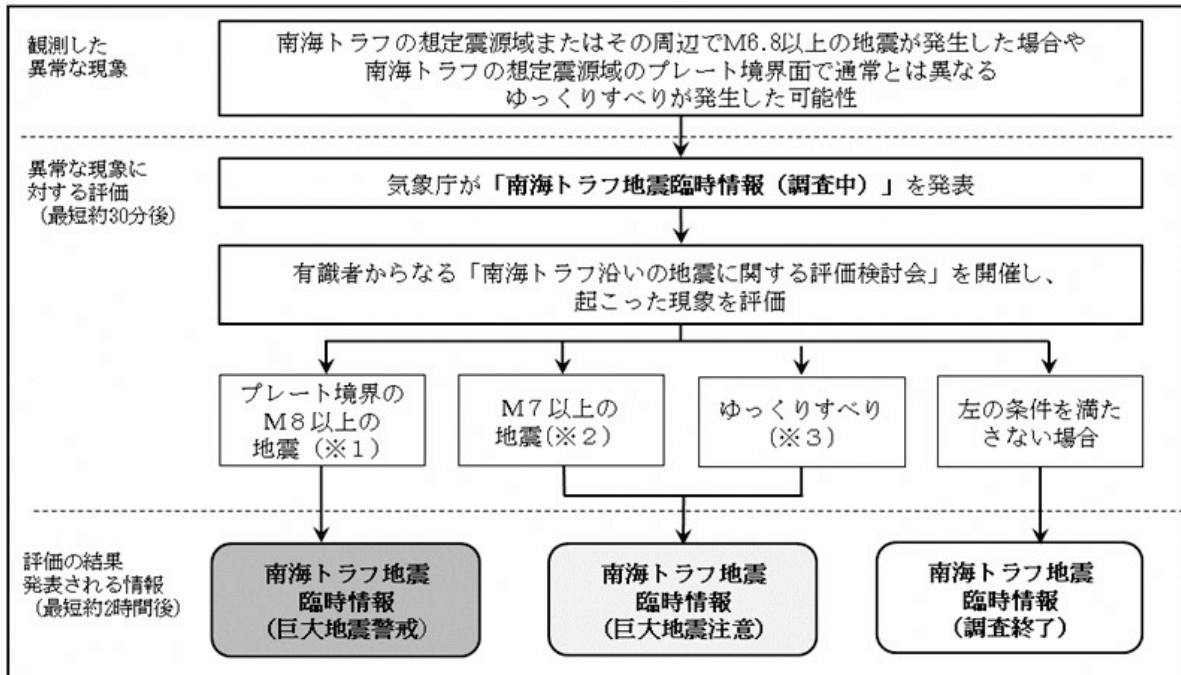 観測した
異常な現象
南海トラフの想定震源域またはその周辺でM6.8以上の地震が発生した場合や
南海トラフの想定震源域のプレート境界面で通常とは異なる
ゆっくりすべりが発生した可能性
異常な現象に
対する評価
(最短約30分後)
気象庁が「南海トラフ地震臨時情報（調査中）」を発表
有識者からなる「南海トラフ沿いの地震に関する評価検討会」を開催し、
起こった現象を評価
プレート境界の
M８以上の
地震（※１）
M７以上の
地震(※２)
ゆっくりすべり
(※３)
左の条件を満た
さない場合
評価の結果
発表される情報
(最短約2時間後)
南海トラフ地震
臨時情報
(巨大地震警戒)
南海トラフ地震
臨時情報
(巨大地震注意)
南海トラフ地震
臨時情報
(調査終了)